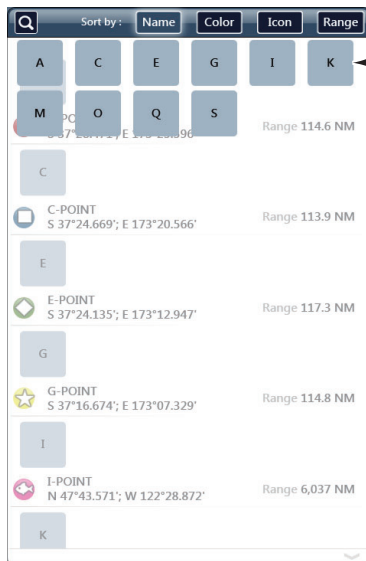 Sort by : Name Color Icon Range
A C E G I K
M O Q S
Range 114.6 NM
C
C-POINT
S 37°24.669'; E 173°20.566'
Range 113.9 NM
E
E-POINT
S 37°24.135'; E 173°12.947'
Range 117.3 NM
G
G-POINT
S 37°16.674'; E 173°07.329'
Range 114.8 NM
I
I-POINT
N 47°43.571'; W 122°28.872'
Range 6,037 NM
K